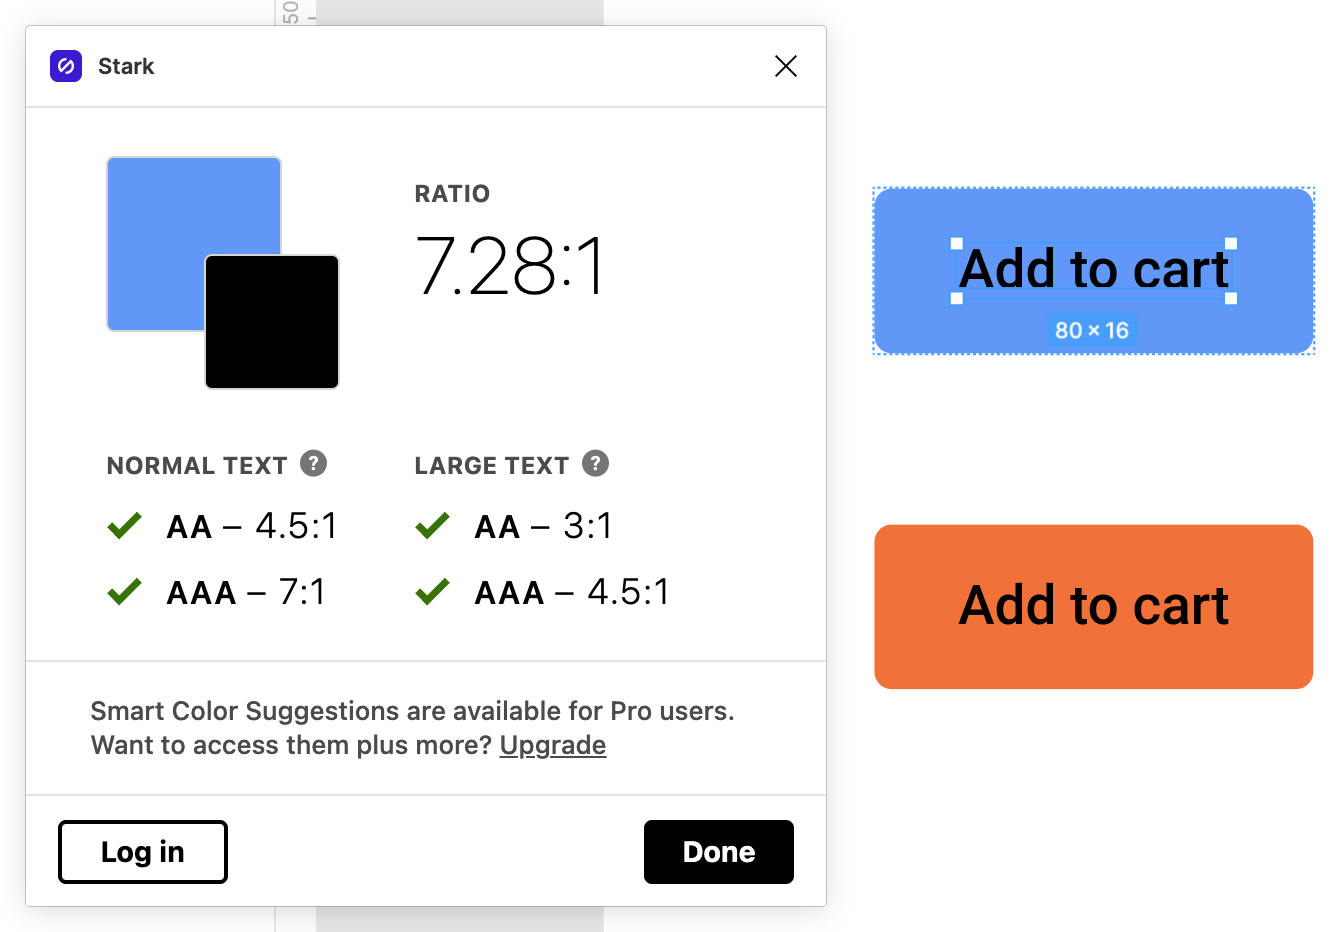 50
Stark
RATIO
7.28:1
NORMAL TEXT ?
LARGE TEXT ?
AA – 4.5:1
AA – 3:1
AAA – 7:1
AAA – 4.5:1
Smart Color Suggestions are available for Pro users.
Want to access them plus more? Upgrade
Log in
Done
Add to cart
80 × 16
Add to cart